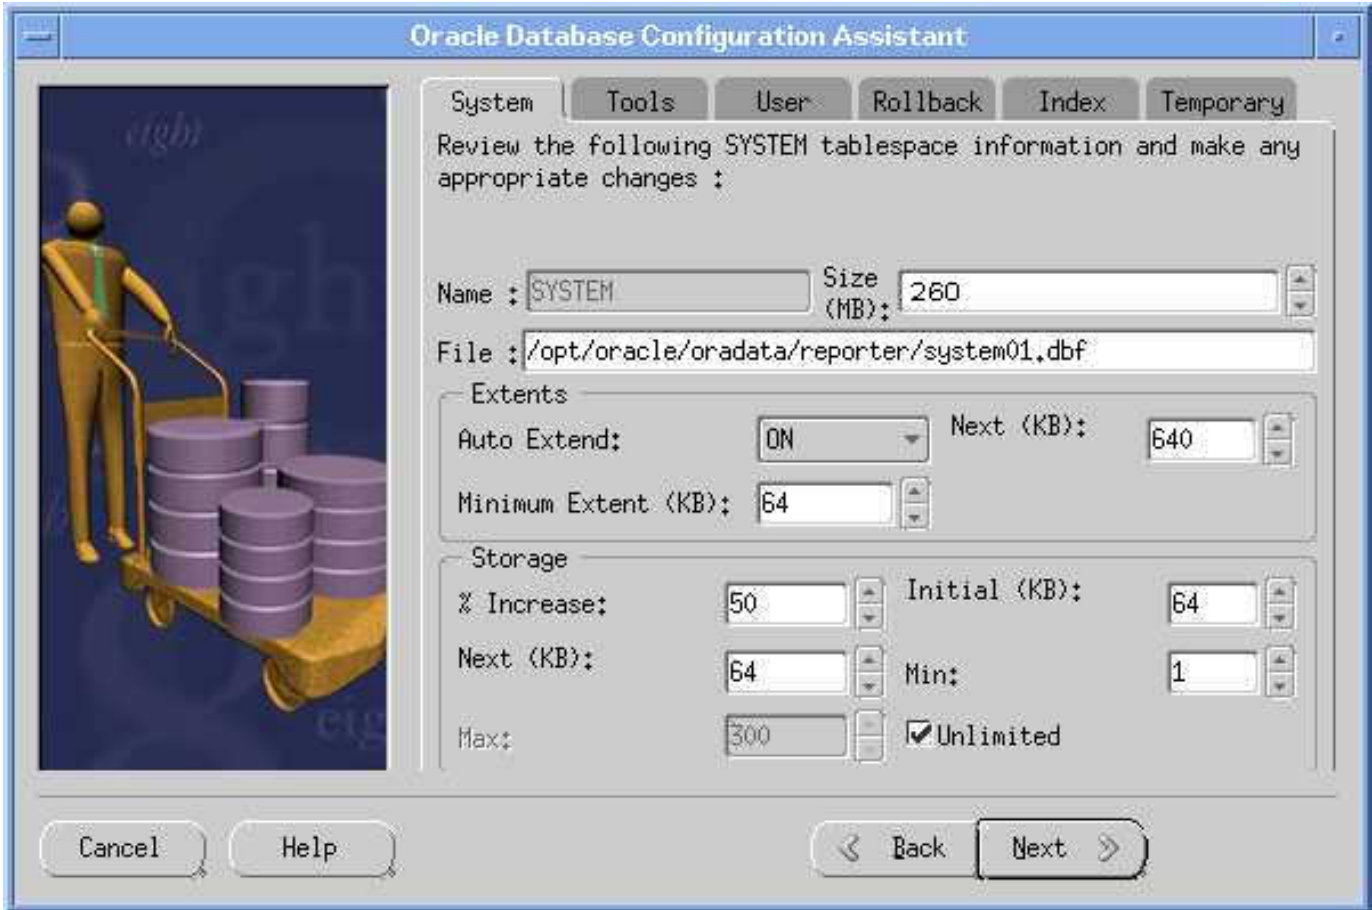 Oracle Database Configuration Assistant
eight
eight
eig
System Tools User Rollback Index Temporary
Review the following SYSTEM tablespace information and make any
appropriate changes :
Name : SYSTEM Size (MB): 260
File : /opt/oracle/oradata/reporter/system01.dbf
Extents
Auto Extend: ON Next (KB): 640
Minimum Extent (KB): 64
Storage
% Increase: 50 Initial (KB): 64
Next (KB): 64 Min: 1
Max: 300 Unlimited
Cancel Help Back Next